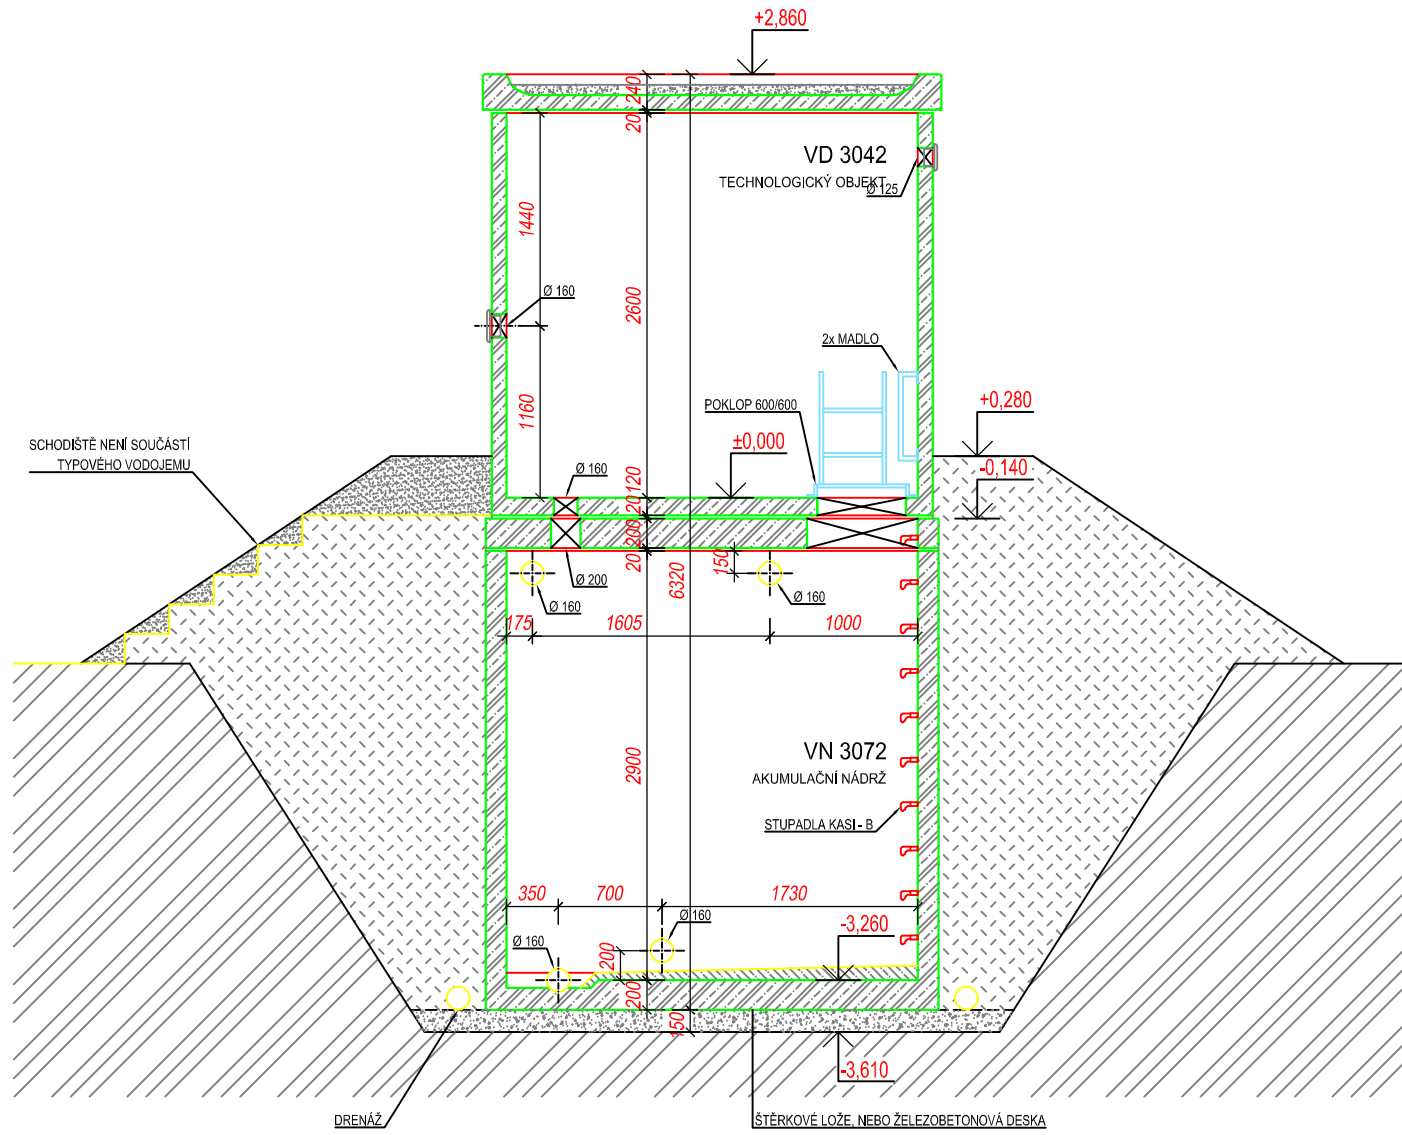 +2,860
240
20
VD 3042
TECHNOLOGICKÝ OBJEKT
Ø 125
1440
Ø 160
2600
2x MADLO
1160
POKLOP 600/600
+0,280
±0,000
SCHODIŠTĚ NENÍ SOUČÁSTÍ
TYPOVÉHO VODOJEMU
-0,140
Ø 160
120
20
200
20
6320
150
Ø 200
Ø 160
Ø 160
175
1605
1000
2900
VN 3072
AKUMULAČNÍ NÁDRŽ
STUPADLA KASI - B
350
700
1730
Ø 160
-3,260
Ø 160
200
200
150
-3,610
DRENÁŽ
ŠTĚRKOVÉ LOŽE, NEBO ŽELEZOBETONOVÁ DESKA